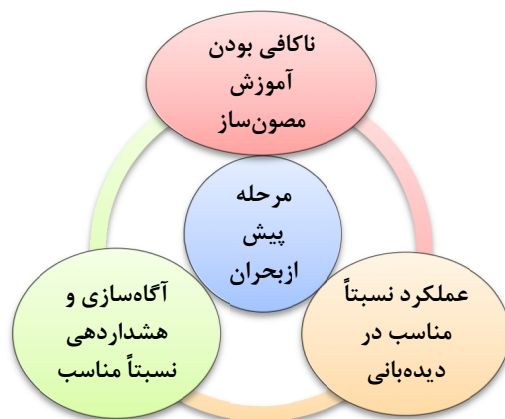 ناکافی بودن
آموزش
مصون‌ساز
مرحله
پیش
ازبحران
عملکرد نسبتاً
مناسب در
دیده‌بانی
آگاه‌سازی و
هشداردهی
نسبتاً مناسب